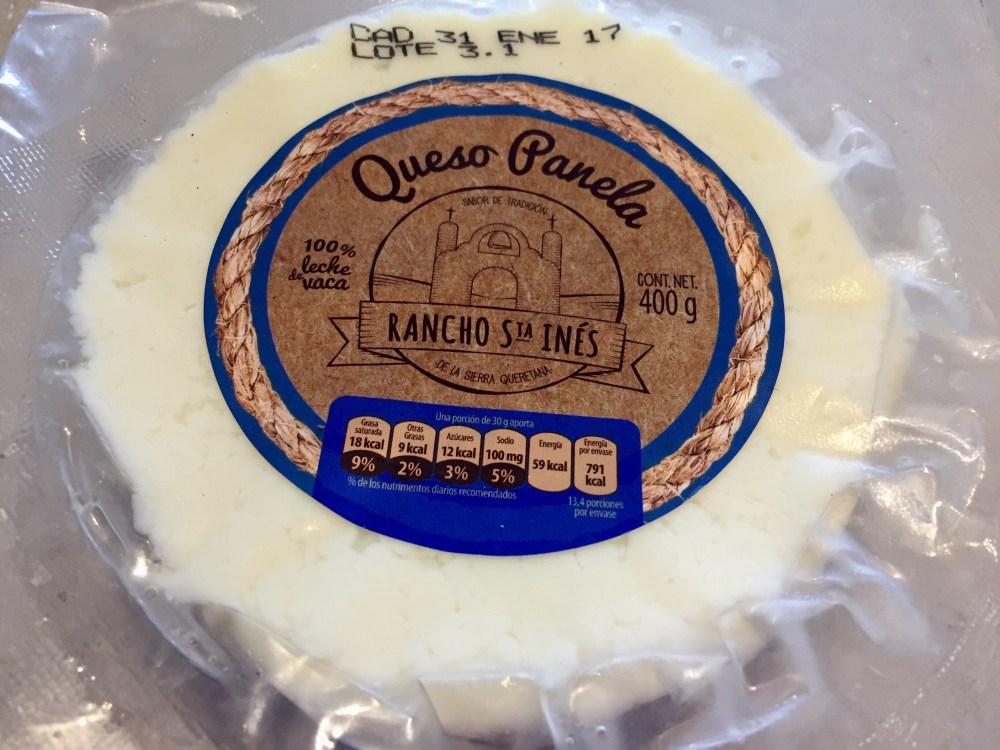 CAD 31 ENE 17
LOTE 3.1
Queso Panela
SABOR DE TRADICIÓN
100%
leche
de vaca
CONT. NET.
400 g
RANCHO STA INÉS
·DE LA SIERRA QUERETANA·
Una porción de 30 g aporta
Grasa saturada 18 kcal 9%
Otras Grasas 9 kcal 2%
Azúcares 12 kcal 3%
Sodio 100 mg 5%
Energía 59 kcal
Energía por envase 791 kcal
% de los nutrimentos diarios recomendados
13,4 porciones
por envase